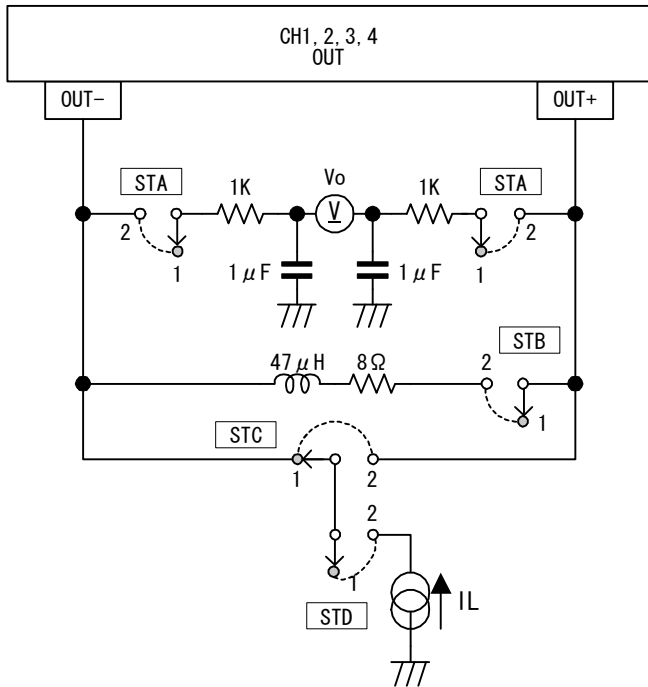 CH1, 2, 3, 4
OUT
OUT−
OUT+
STA
1K
Vo
1K
STA
V
2
1
1μF
1μF
1
2
47μH
8Ω
2
STB
1
STC
1
2
2
1
STD
IL